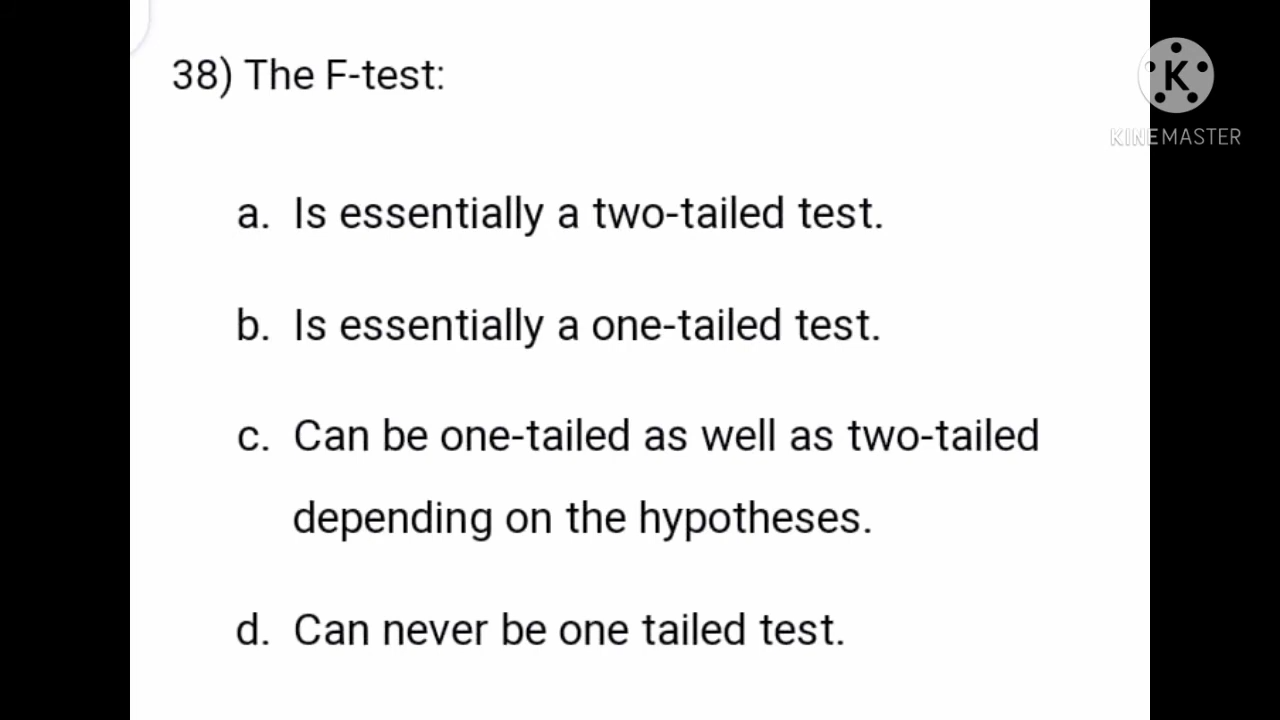 38) The F-test:
K
KINEMASTER
a. Is essentially a two-tailed test.
b. Is essentially a one-tailed test.
c. Can be one-tailed as well as two-tailed
depending on the hypotheses.
d. Can never be one tailed test.